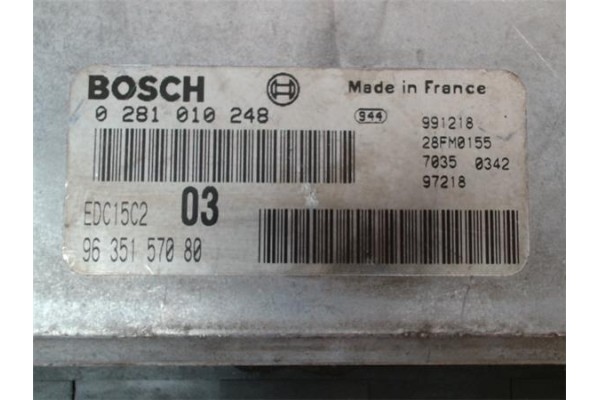 BOSCH Made in France
0 281 010 248 944 991218
28FM0155
7035 0342
97218
EDC15C2 03
96 351 570 80